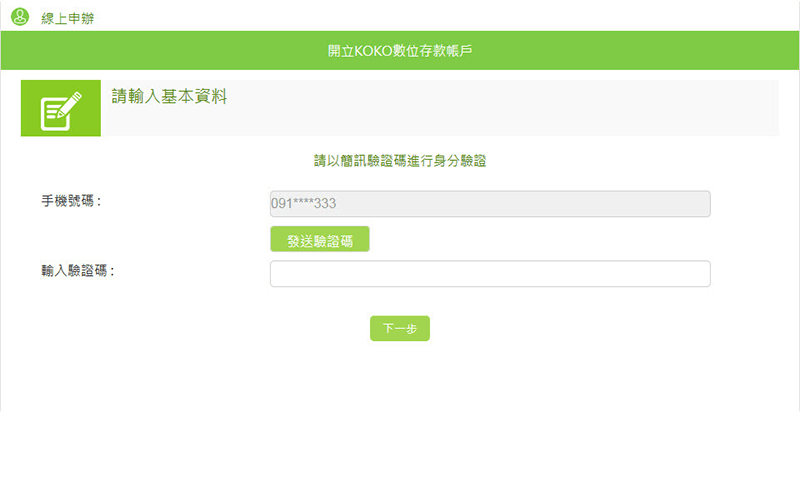 線上申辦
開立KOKO數位存款帳戶
請輸入基本資料
請以簡訊驗證碼進行身分驗證
手機號碼 :
091****333
發送驗證碼
輸入驗證碼 :
下一步